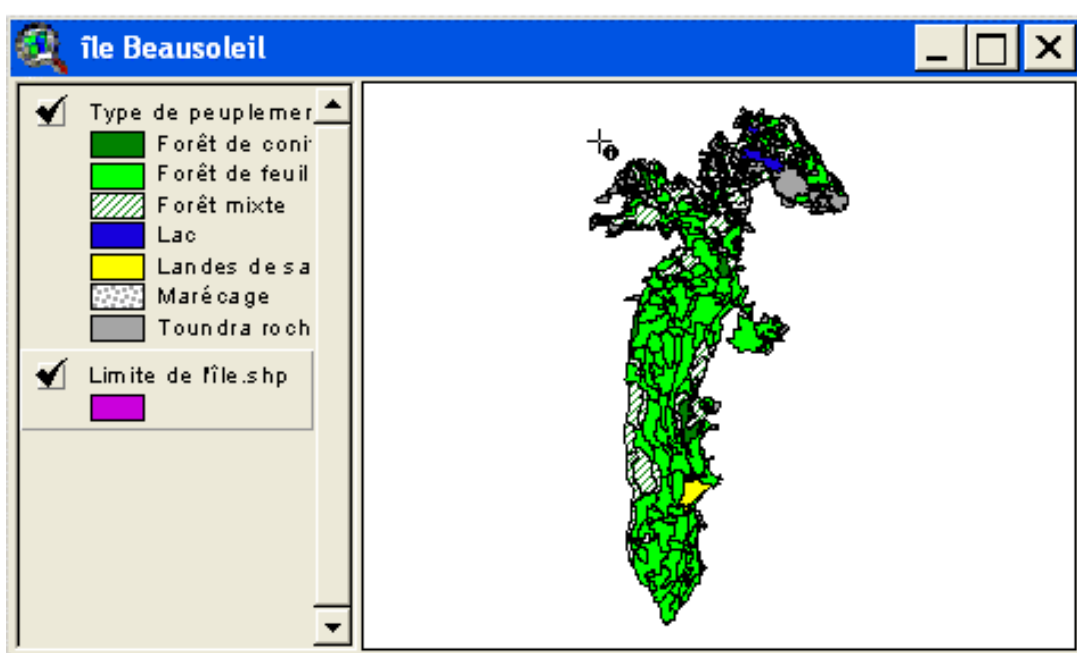 île Beausoleil
Type de peuplemer
Forêt de conir
Forêt de feuil
Forêt mixte
Lac
Landes de sa
Marécage
Toundra roch
Limite de l'île.shp